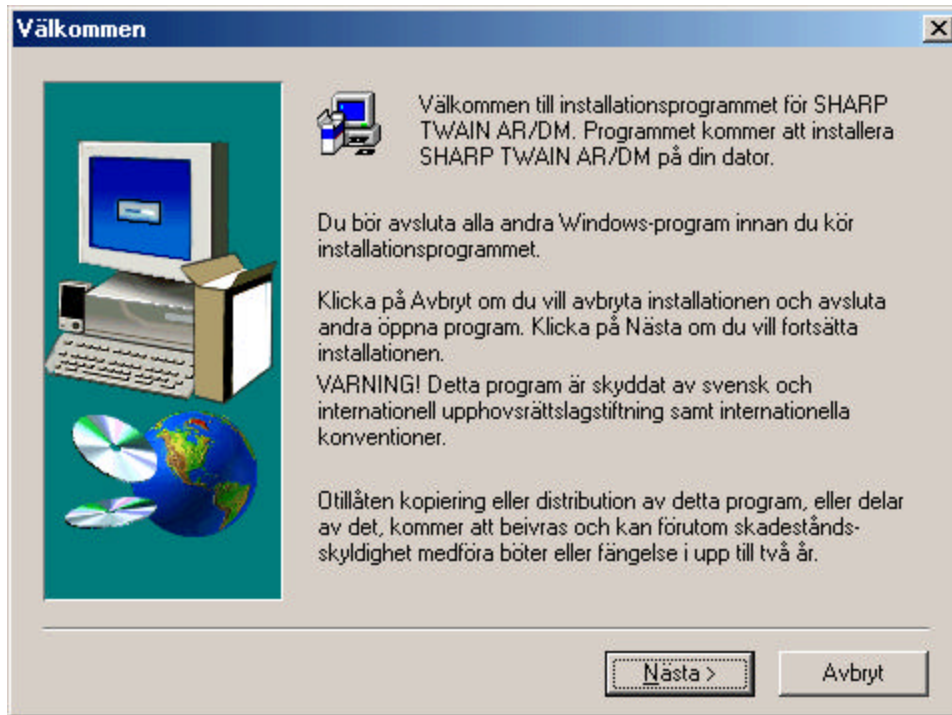 Välkommen
Välkommen till installationsprogrammet för SHARP
TWAIN AR/DM. Programmet kommer att installera
SHARP TWAIN AR/DM på din dator.
Du bör avsluta alla andra Windows-program innan du kör
installationsprogrammet.
Klicka på Avbryt om du vill avbryta installationen och avsluta
andra öppna program. Klicka på Nästa om du vill fortsätta
installationen.
VARNING! Detta program är skyddat av svensk och
internationell upphovsrättslagstiftning samt internationella
konventioner.
Otillåten kopiering eller distribution av detta program, eller delar
av det, kommer att beivras och kan förutom skadestånds-
skyldighet medföra böter eller fängelse i upp till två år.
Nästa >
Avbryt